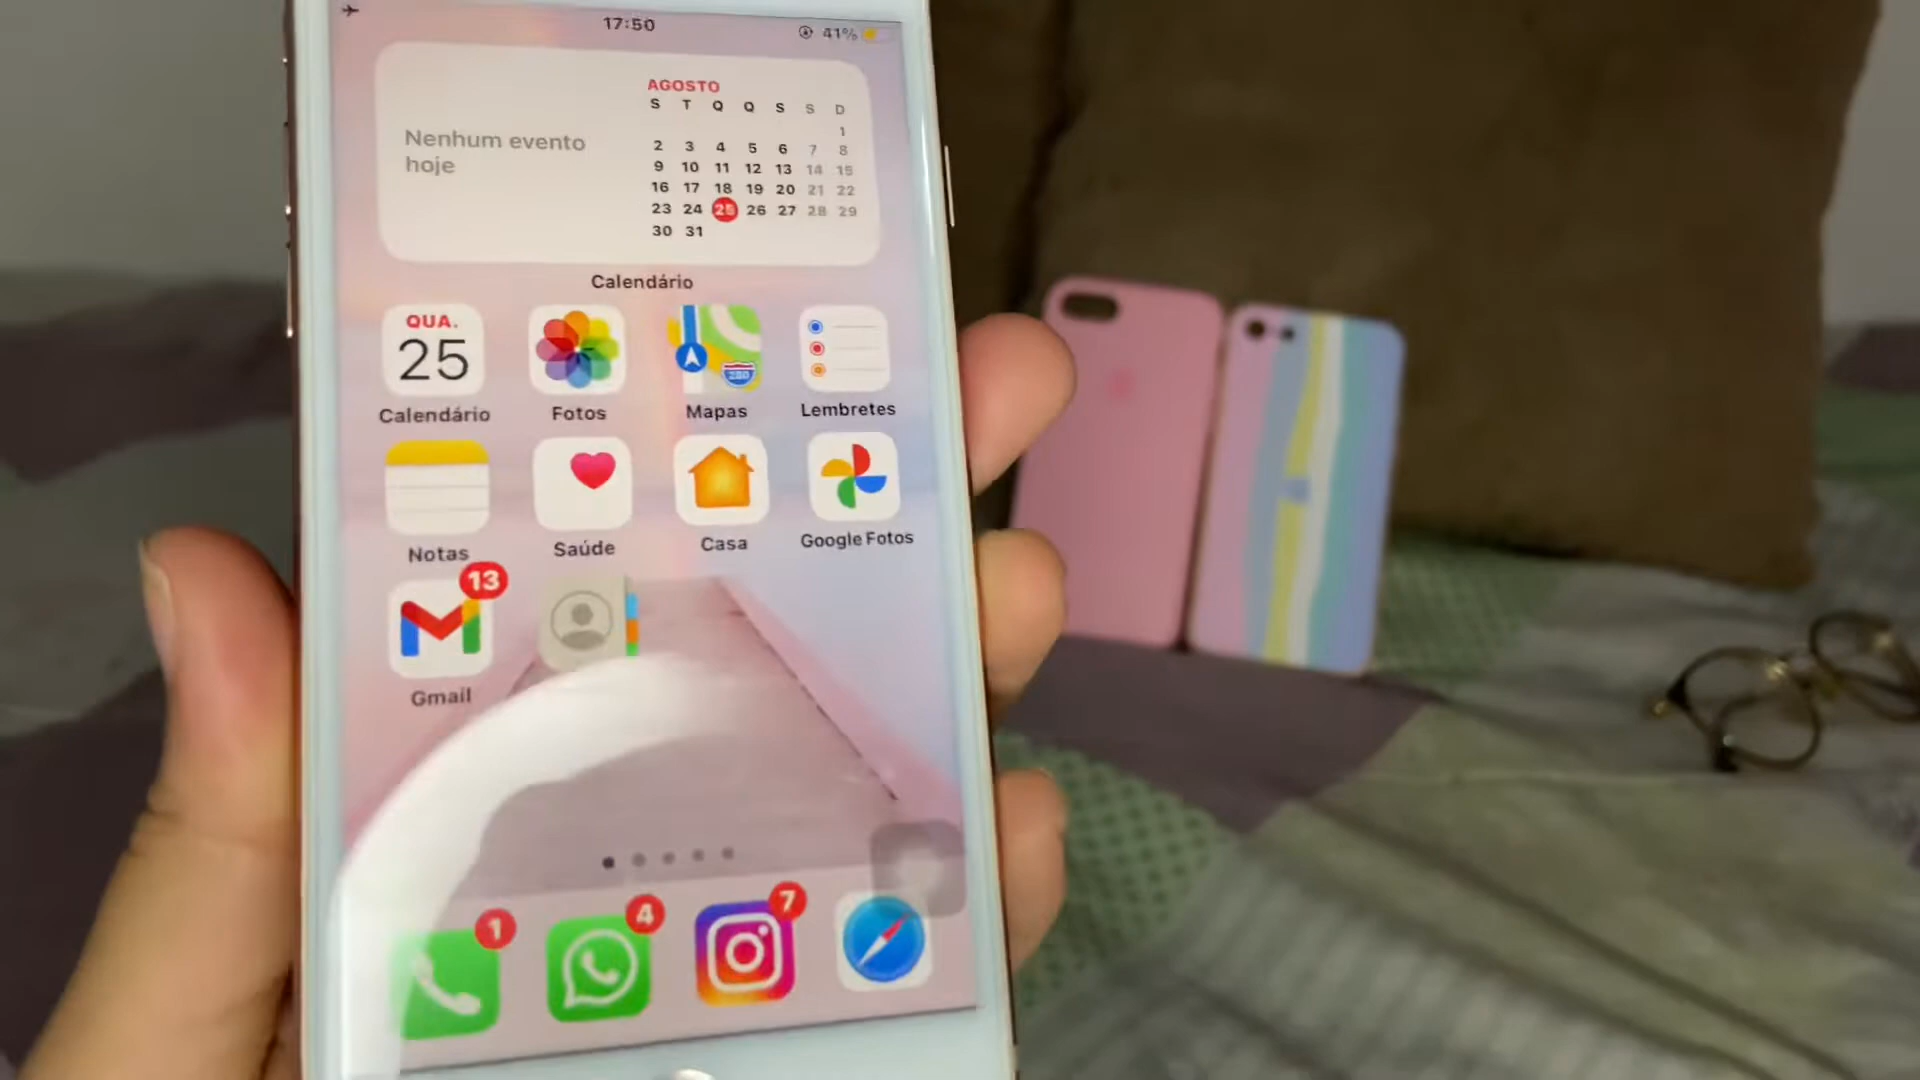 17:50
41%
AGOSTO
S T Q Q S S D
1
2 3 4 5 6 7 8
9 10 11 12 13 14 15
16 17 18 19 20 21 22
23 24 25 26 27 28 29
30 31
Nenhum evento
hoje
Calendário
QUA.
25
280
Calendário Fotos Mapas Lembretes
Notas Saúde Casa Google Fotos
13
Gmail
1 4 7